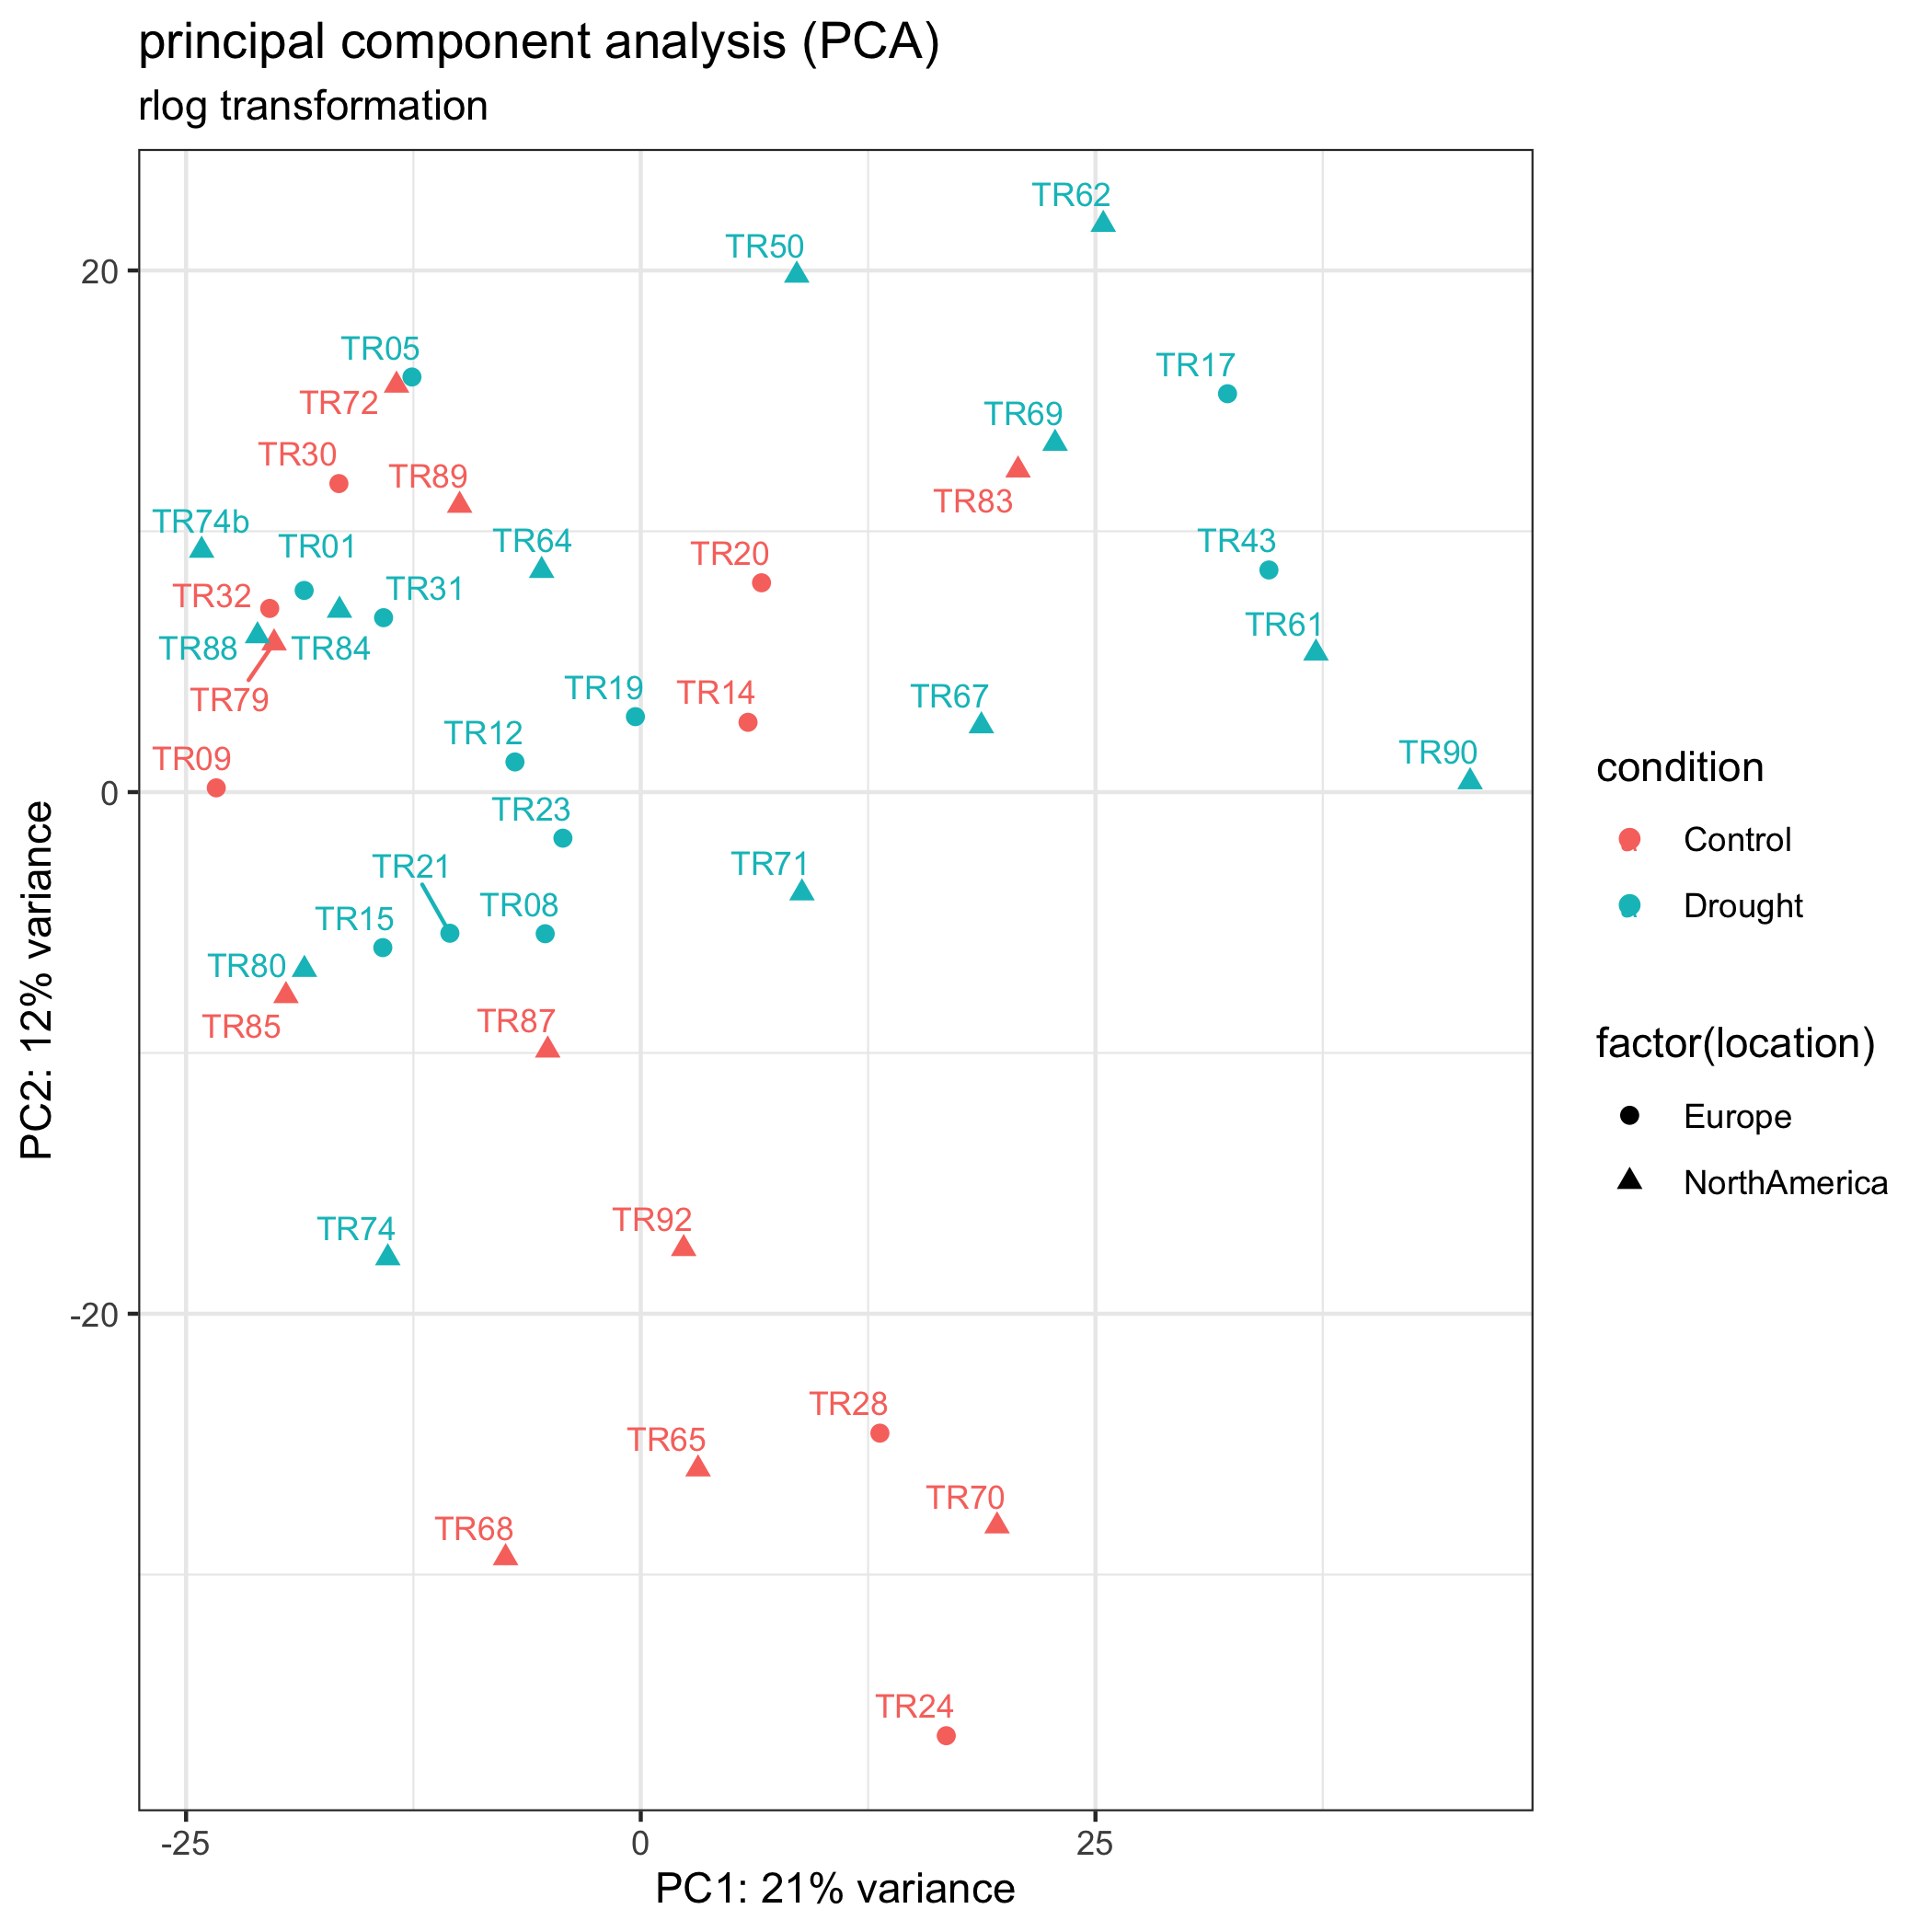 principal component analysis (PCA)
rlog transformation
TR62
TR50
20
TR05
TR17
TR72
TR69
TR30
TR89
TR83
TR74b
TR01
TR64
TR20
TR43
TR32
TR31
TR61
TR88
TR84
TR79
TR19
TR14
TR67
TR12
TR90
TR09
0
TR23
TR71
TR21
TR15
TR08
TR80
TR85
TR87
TR92
TR74
-20
TR28
TR65
TR70
TR68
TR24
-25
0
25
PC1: 21% variance
PC2: 12% variance
condition
Control
Drought
factor(location)
Europe
NorthAmerica